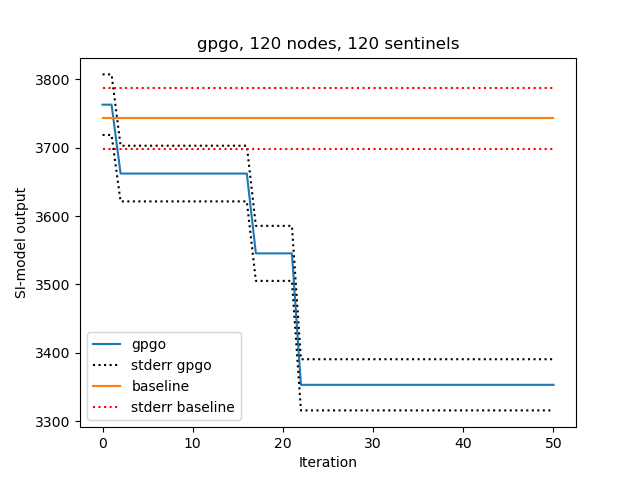 gpgo, 120 nodes, 120 sentinels
SI-model output
3800
3700
3600
3500
3400
3300
gpgo
stderr gpgo
baseline
stderr baseline
0 10 20 30 40 50
Iteration